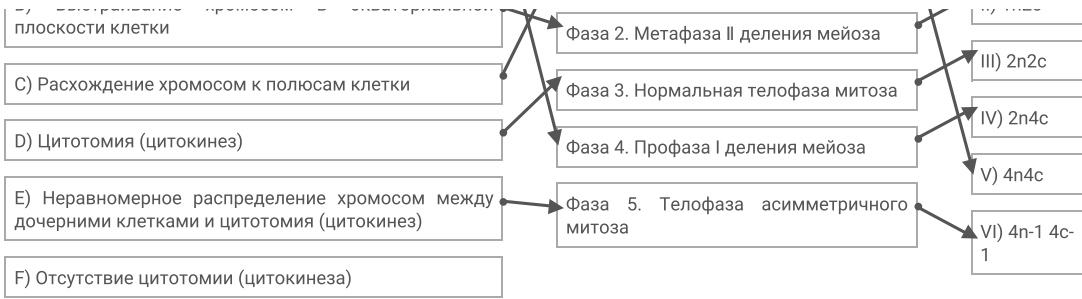 плоскости клетки
C) Расхождение хромосом к полюсам клетки
D) Цитотомия (цитокинез)
E) Неравномерное распределение хромосом между
дочерними клетками и цитотомия (цитокинез)
F) Отсутствие цитотомии (цитокинеза)
Фаза 2. Метафаза II деления мейоза
Фаза 3. Нормальная телофаза митоза
Фаза 4. Профаза I деления мейоза
Фаза 5. Телофаза асимметричного
митоза
III) 2n2c
IV) 2n4c
V) 4n4c
VI) 4n-1 4c-
1